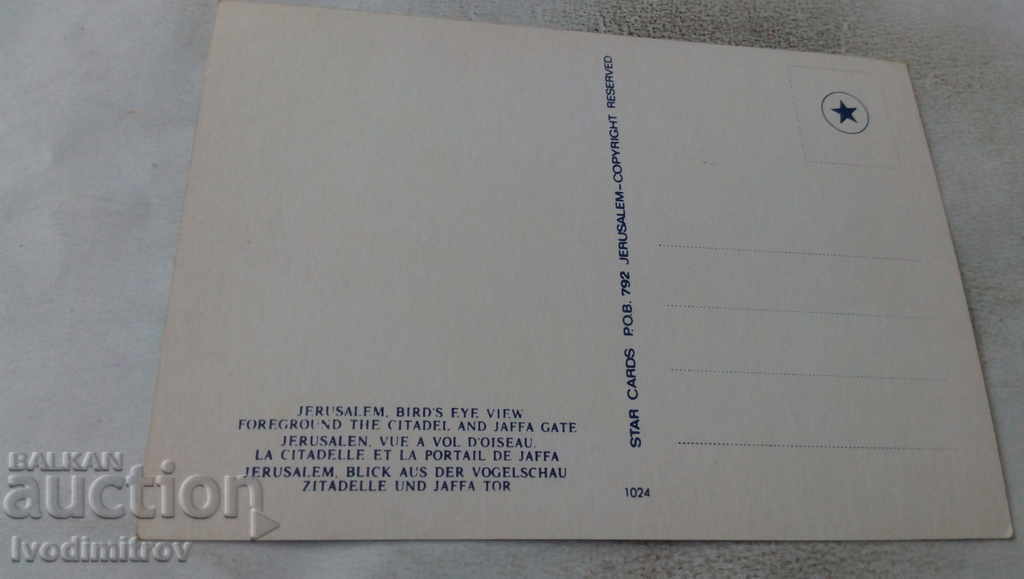 JERUSALEM, BIRD'S EYE VIEW
FOREGROUND THE CITADEL AND JAFFA GATE
JERUSALEN, VUE A VOL D'OISEAU.
LA CITADELLE ET LA PORTAIL DE JAFFA
JERUSALEM, BLICK AUS DER VOGELSCHAU
ZITADELLE UND JAFFA TOR
STAR CARDS P.O.B. 792 JERUSALEM-COPYRIGHT RESERVED
1024
BALKAN
auction
Ivodimitrov